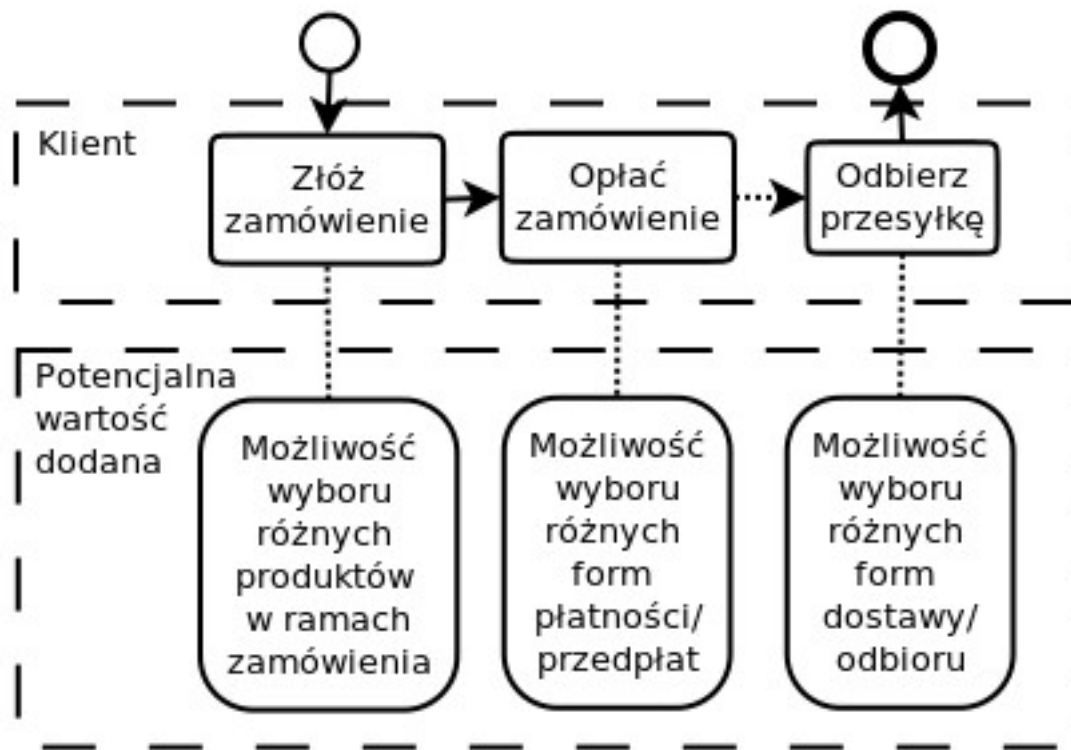 Klient
Złóż
zamówienie
Opłać
zamówienie
Odbierz
przesyłkę
Potencjalna
wartość
dodana
Możliwość
wyboru
różnych
produktów
w ramach
zamówienia
Możliwość
wyboru
różnych
form
płatności/
przedpłat
Możliwość
wyboru
różnych
form
dostawy/
odbioru